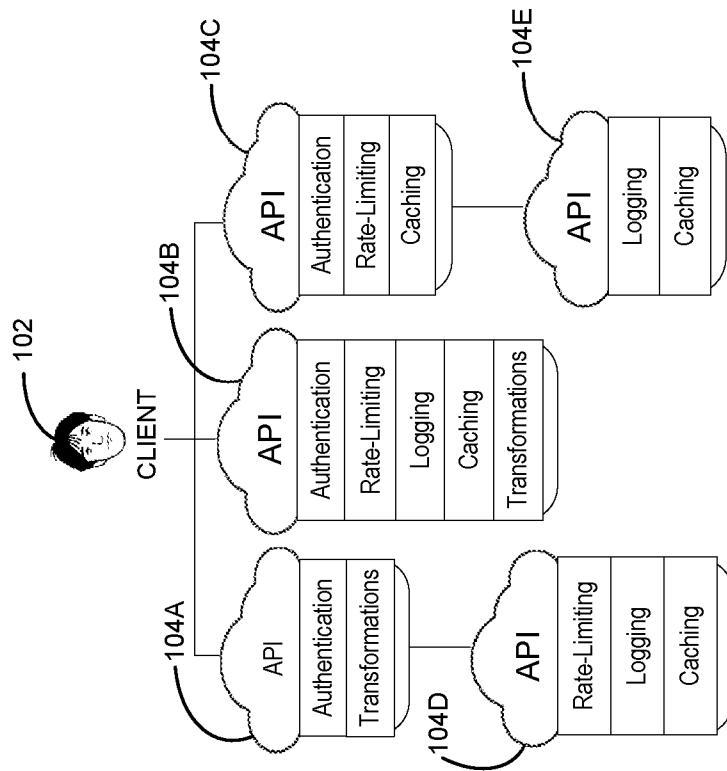 102
CLIENT
104A
API
Authentication
Transformations
104B
API
Authentication
Rate-Limiting
Logging
Caching
Transformations
104C
API
Authentication
Rate-Limiting
Caching
104D
API
Rate-Limiting
Logging
Caching
104E
API
Logging
Caching